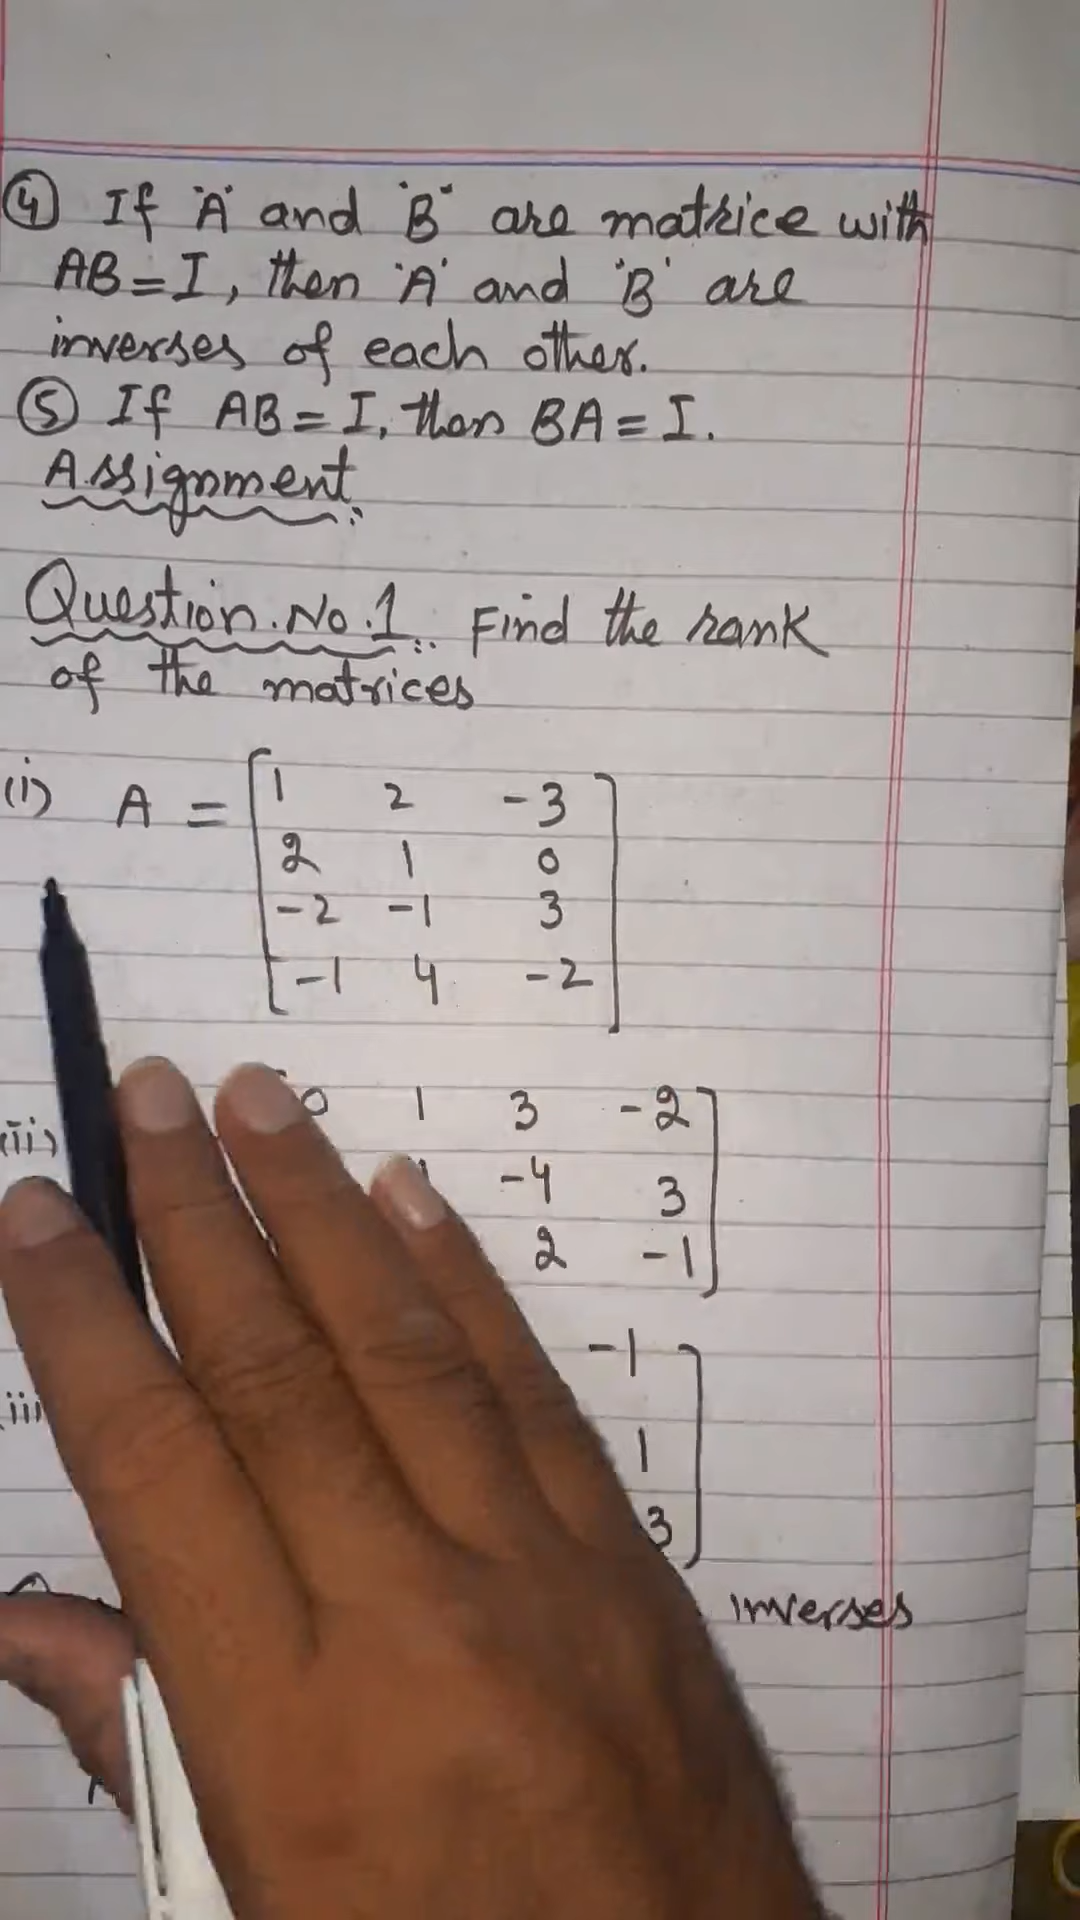 ④ If 'A' and 'B' are matrice with
AB = I, then 'A' and 'B' are
inverses of each other.
⑤ If AB = I, then BA = I.
Assignment:
Question.No.1: Find the rank
of the matrices
(i) A = [1 2 -3
2 1 0
-2 -1 3
-1 4 -2]
(ii) 0 1 3 -2]
-4 3
2 -1
-1
1
3
inverses